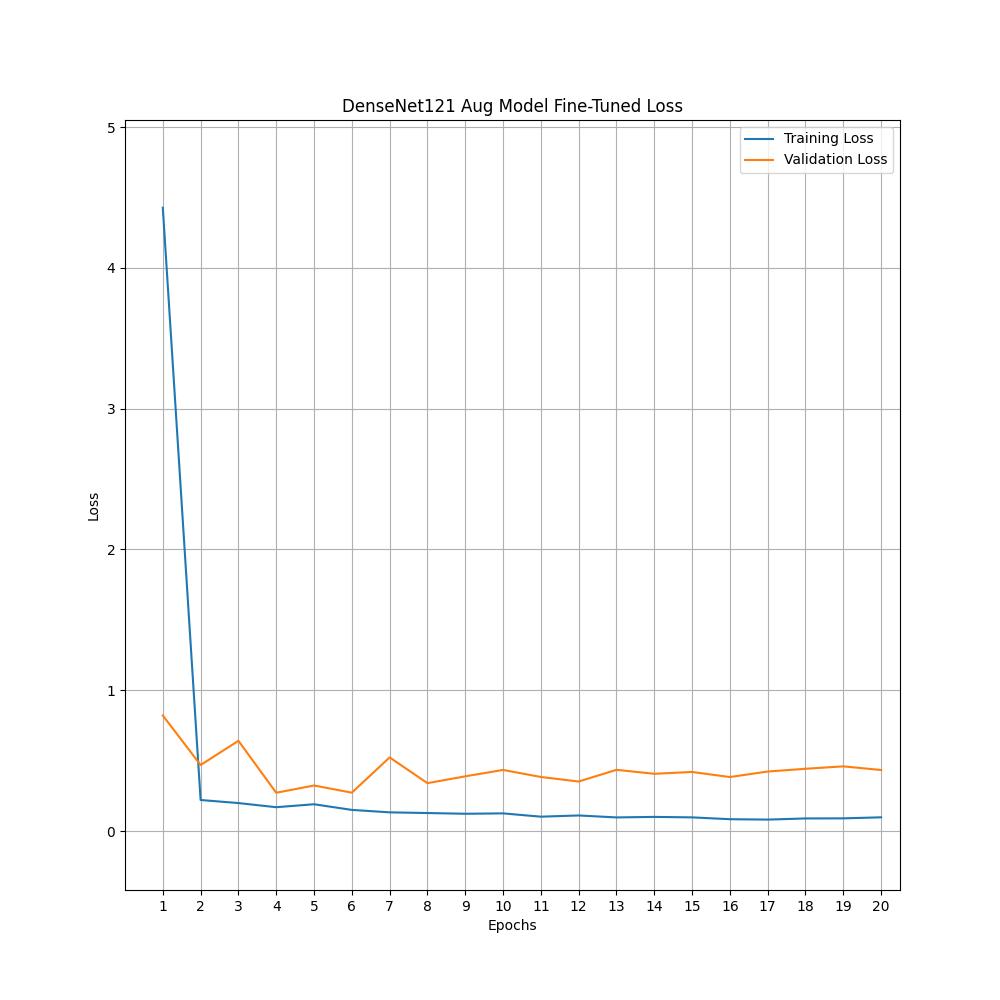 DenseNet121 Aug Model Fine-Tuned Loss
Training Loss
Validation Loss
5
4
3
2
1
0
Loss
1 2 3 4 5 6 7 8 9 10 11 12 13 14 15 16 17 18 19 20
Epochs